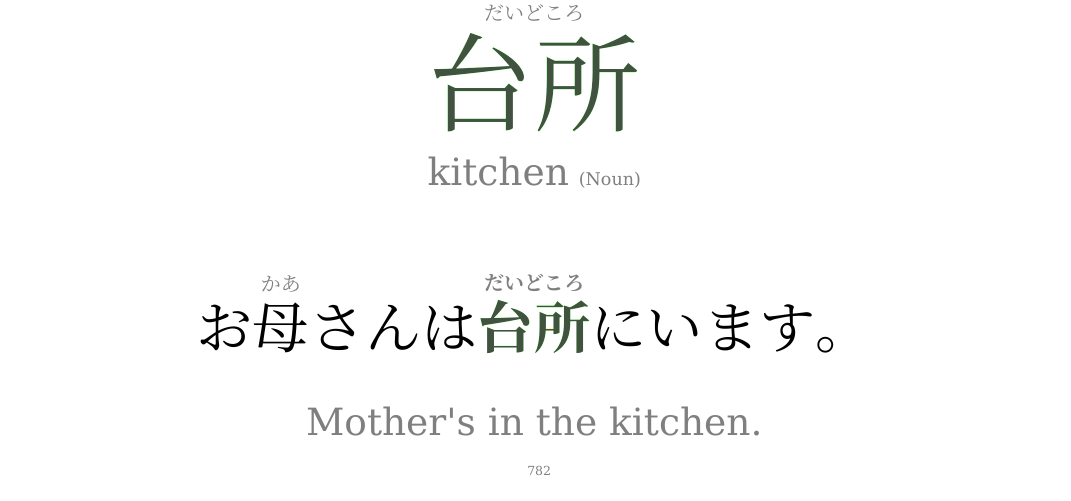 だいどころ
台所
kitchen (Noun)
かあ だいどころ
お母さんは台所にいます。
Mother's in the kitchen.
782